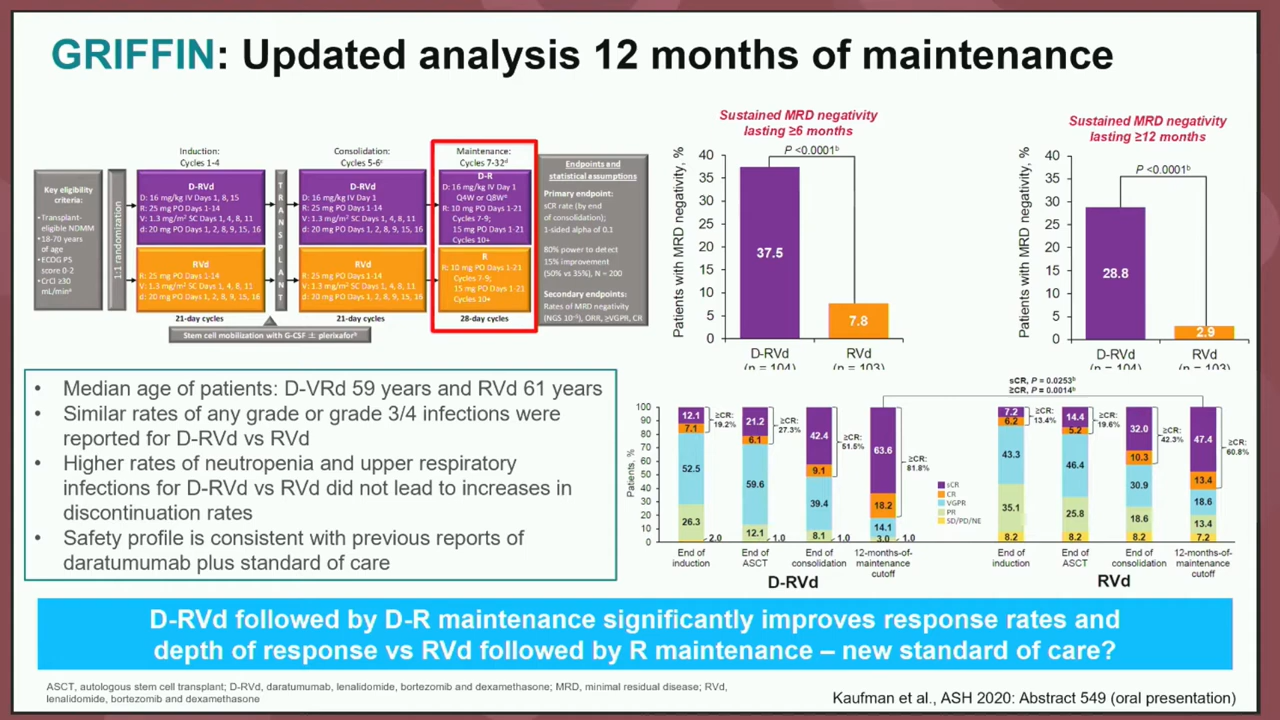 GRIFFIN: Updated analysis 12 months of maintenance
Key eligibility
criteria:
•Transplant-
eligible NDMM
•18-70 years
of age
•ECOG PS
score 0-2
•CrCl ≥30
mL/minᵃ
1:1 randomization
Induction:
Cycles 1-4
D-RVd
D: 16 mg/kg IV Days 1, 8, 15
R: 25 mg PO Days 1-14
V: 1.3 mg/m² SC Days 1, 4, 8, 11
d: 20 mg PO Days 1, 2, 8, 9, 15, 16
RVd
R: 25 mg PO Days 1-14
V: 1.3 mg/m² SC Days 1, 4, 8, 11
d: 20 mg PO Days 1, 2, 8, 9, 15, 16
21-day cycles
TRANSPLANT
Stem cell mobilization with G-CSF ± plerixaforᵇ
Consolidation:
Cycles 5-6ᶜ
D-RVd
D: 16 mg/kg IV Day 1
R: 25 mg PO Days 1-14
V: 1.3 mg/m² SC Days 1, 4, 8, 11
d: 20 mg PO Days 1, 2, 8, 9, 15, 16
RVd
R: 25 mg PO Days 1-14
V: 1.3 mg/m² SC Days 1, 4, 8, 11
d: 20 mg PO Days 1, 2, 8, 9, 15, 16
21-day cycles
Maintenance:
Cycles 7-32ᵈ
D-R
D: 16 mg/kg IV Day 1
Q4W or Q8Wᵉ
R: 10 mg PO Days 1-21
Cycles 7-9;
15 mg PO Days 1-21
Cycles 10+
R
R: 10 mg PO Days 1-21
Cycles 7-9;
15 mg PO Days 1-21
Cycles 10+
28-day cycles
Endpoints and
statistical assumptions
Primary endpoint:
sCR rate (by end
of consolidation);
1-sided alpha of 0.1
80% power to detect
15% improvement
(50% vs 35%), N = 200
Secondary endpoints:
Rates of MRD negativity
(NGS 10⁻⁵), ORR, ≥VGPR, CR
Sustained MRD negativity
lasting ≥6 months
Patients with MRD negativity, %
40
35
30
25
20
15
10
5
0
P <0.0001ᵇ
37.5
7.8
D-RVd
(n = 104)
RVd
(n = 103)
Sustained MRD negativity
lasting ≥12 months
Patients with MRD negativity, %
40
35
30
25
20
15
10
5
0
P <0.0001ᵇ
28.8
2.9
D-RVd
(n = 104)
RVd
(n = 103)
• Median age of patients: D-VRd 59 years and RVd 61 years
• Similar rates of any grade or grade 3/4 infections were
reported for D-RVd vs RVd
• Higher rates of neutropenia and upper respiratory
infections for D-RVd vs RVd did not lead to increases in
discontinuation rates
• Safety profile is consistent with previous reports of
daratumumab plus standard of care
sCR, P = 0.0253ᵇ
≥CR, P = 0.0014ᵇ
Patients, %
100
90
80
70
60
50
40
30
20
10
0
12.1
7.1
52.5
26.3
2.0
≥CR:
19.2%
End of
induction
21.2
6.1
59.6
12.1
1.0
≥CR:
27.3%
End of
ASCT
42.4
9.1
39.4
8.1
1.0
≥CR:
51.5%
End of
consolidation
63.6
18.2
14.1
3.0
1.0
≥CR:
81.8%
12-months-of-
maintenance
cutoff
D-RVd
sCR
CR
VGPR
PR
SD/PD/NE
7.2
6.2
43.3
35.1
8.2
≥CR:
13.4%
End of
induction
14.4
5.2
46.4
25.8
8.2
≥CR:
19.6%
End of
ASCT
32.0
10.3
30.9
18.6
8.2
≥CR:
42.3%
End of
consolidation
47.4
13.4
18.6
13.4
7.2
≥CR:
60.8%
12-months-of-
maintenance
cutoff
RVd
D-RVd followed by D-R maintenance significantly improves response rates and
depth of response vs RVd followed by R maintenance – new standard of care?
ASCT, autologous stem cell transplant; D-RVd, daratumumab, lenalidomide, bortezomib and dexamethasone; MRD, minimal residual disease; RVd,
lenalidomide, bortezomib and dexamethasone
Kaufman et al., ASH 2020: Abstract 549 (oral presentation)